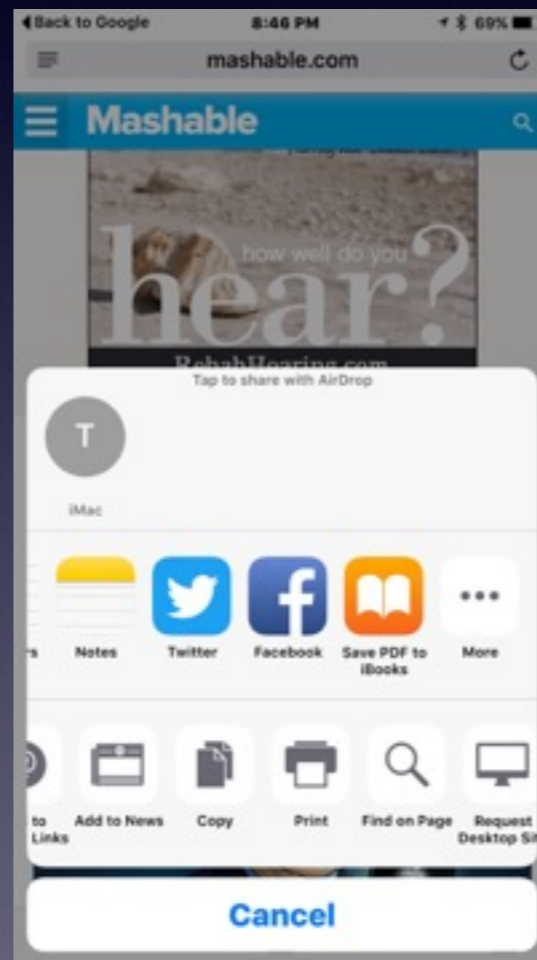 Back to Google 8:46 PM 69%
mashable.com
Mashable
how well do you
hear?
RehabHearing.com
Tap to share with AirDrop
T
iMac
s Notes Twitter Facebook Save PDF to
iBooks More
to
Links Add to News Copy Print Find on Page Request
Desktop Sit
Cancel